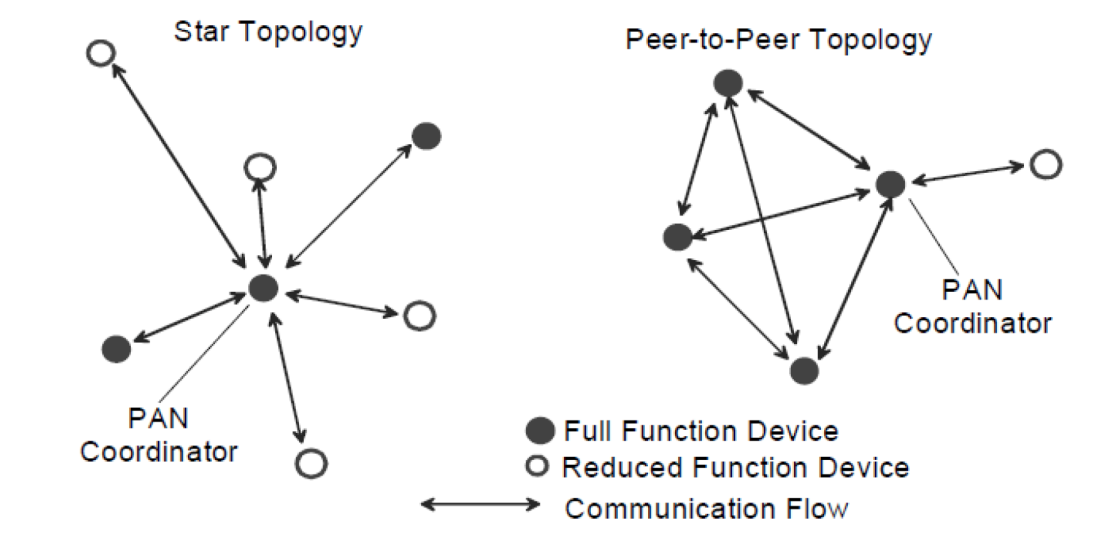 Star Topology
Peer-to-Peer Topology
PAN
Coordinator
PAN
Coordinator
Full Function Device
Reduced Function Device
Communication Flow